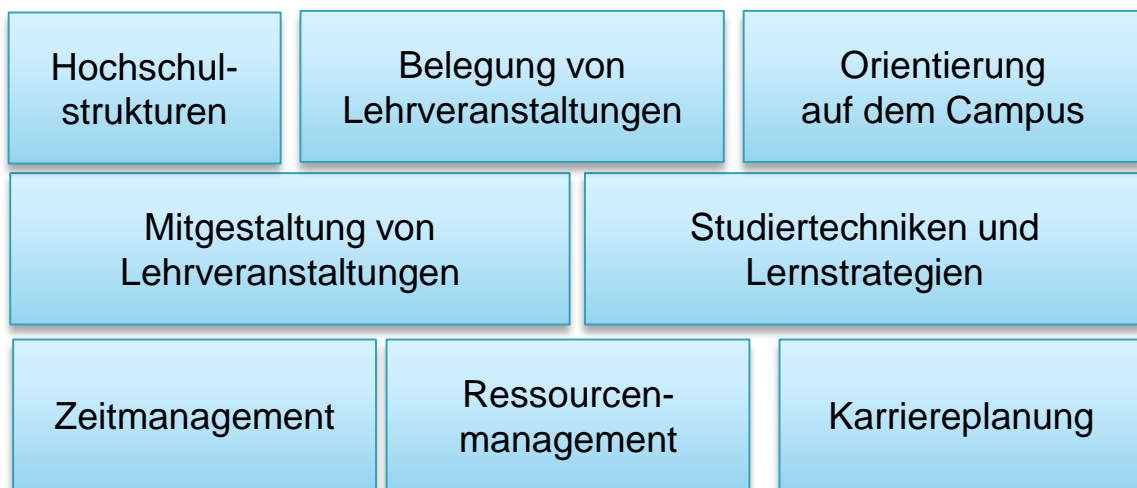 Hochschul-
strukturen
Belegung von
Lehrveranstaltungen
Orientierung
auf dem Campus
Mitgestaltung von
Lehrveranstaltungen
Studiertechniken und
Lernstrategien
Zeitmanagement
Ressourcen-
management
Karriereplanung